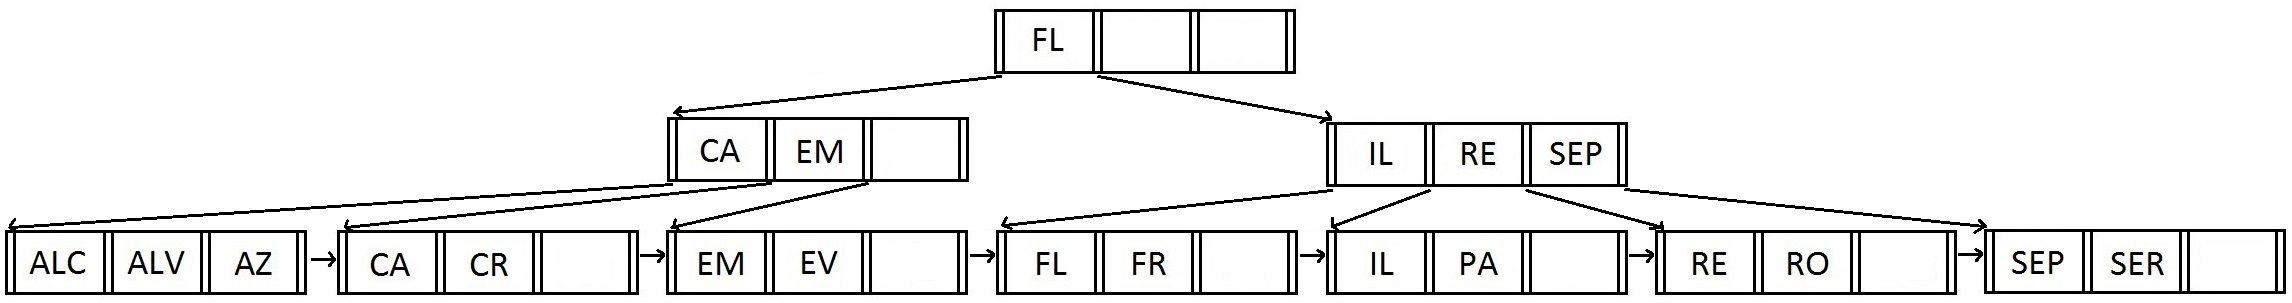 FL
CA EM
IL RE SEP
ALC ALV AZ
CA CR
EM EV
FL FR
IL PA
RE RO
SEP SER